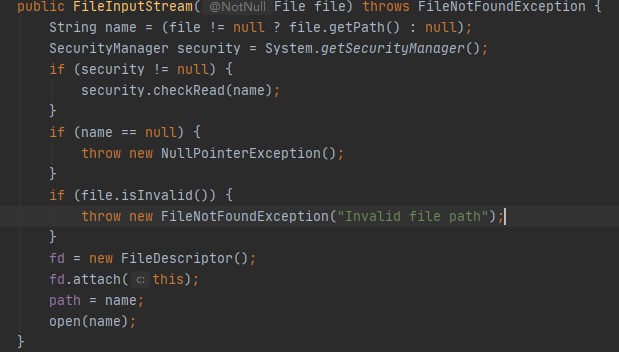 public FileInputStream( @NotNull File file) throws FileNotFoundException {
String name = (file != null ? file.getPath() : null);
SecurityManager security = System.getSecurityManager();
if (security != null) {
security.checkRead(name);
}
if (name == null) {
throw new NullPointerException();
}
if (file.isInvalid()) {
throw new FileNotFoundException("Invalid file path");
}
fd = new FileDescriptor();
fd.attach( c: this);
path = name;
open(name);
}